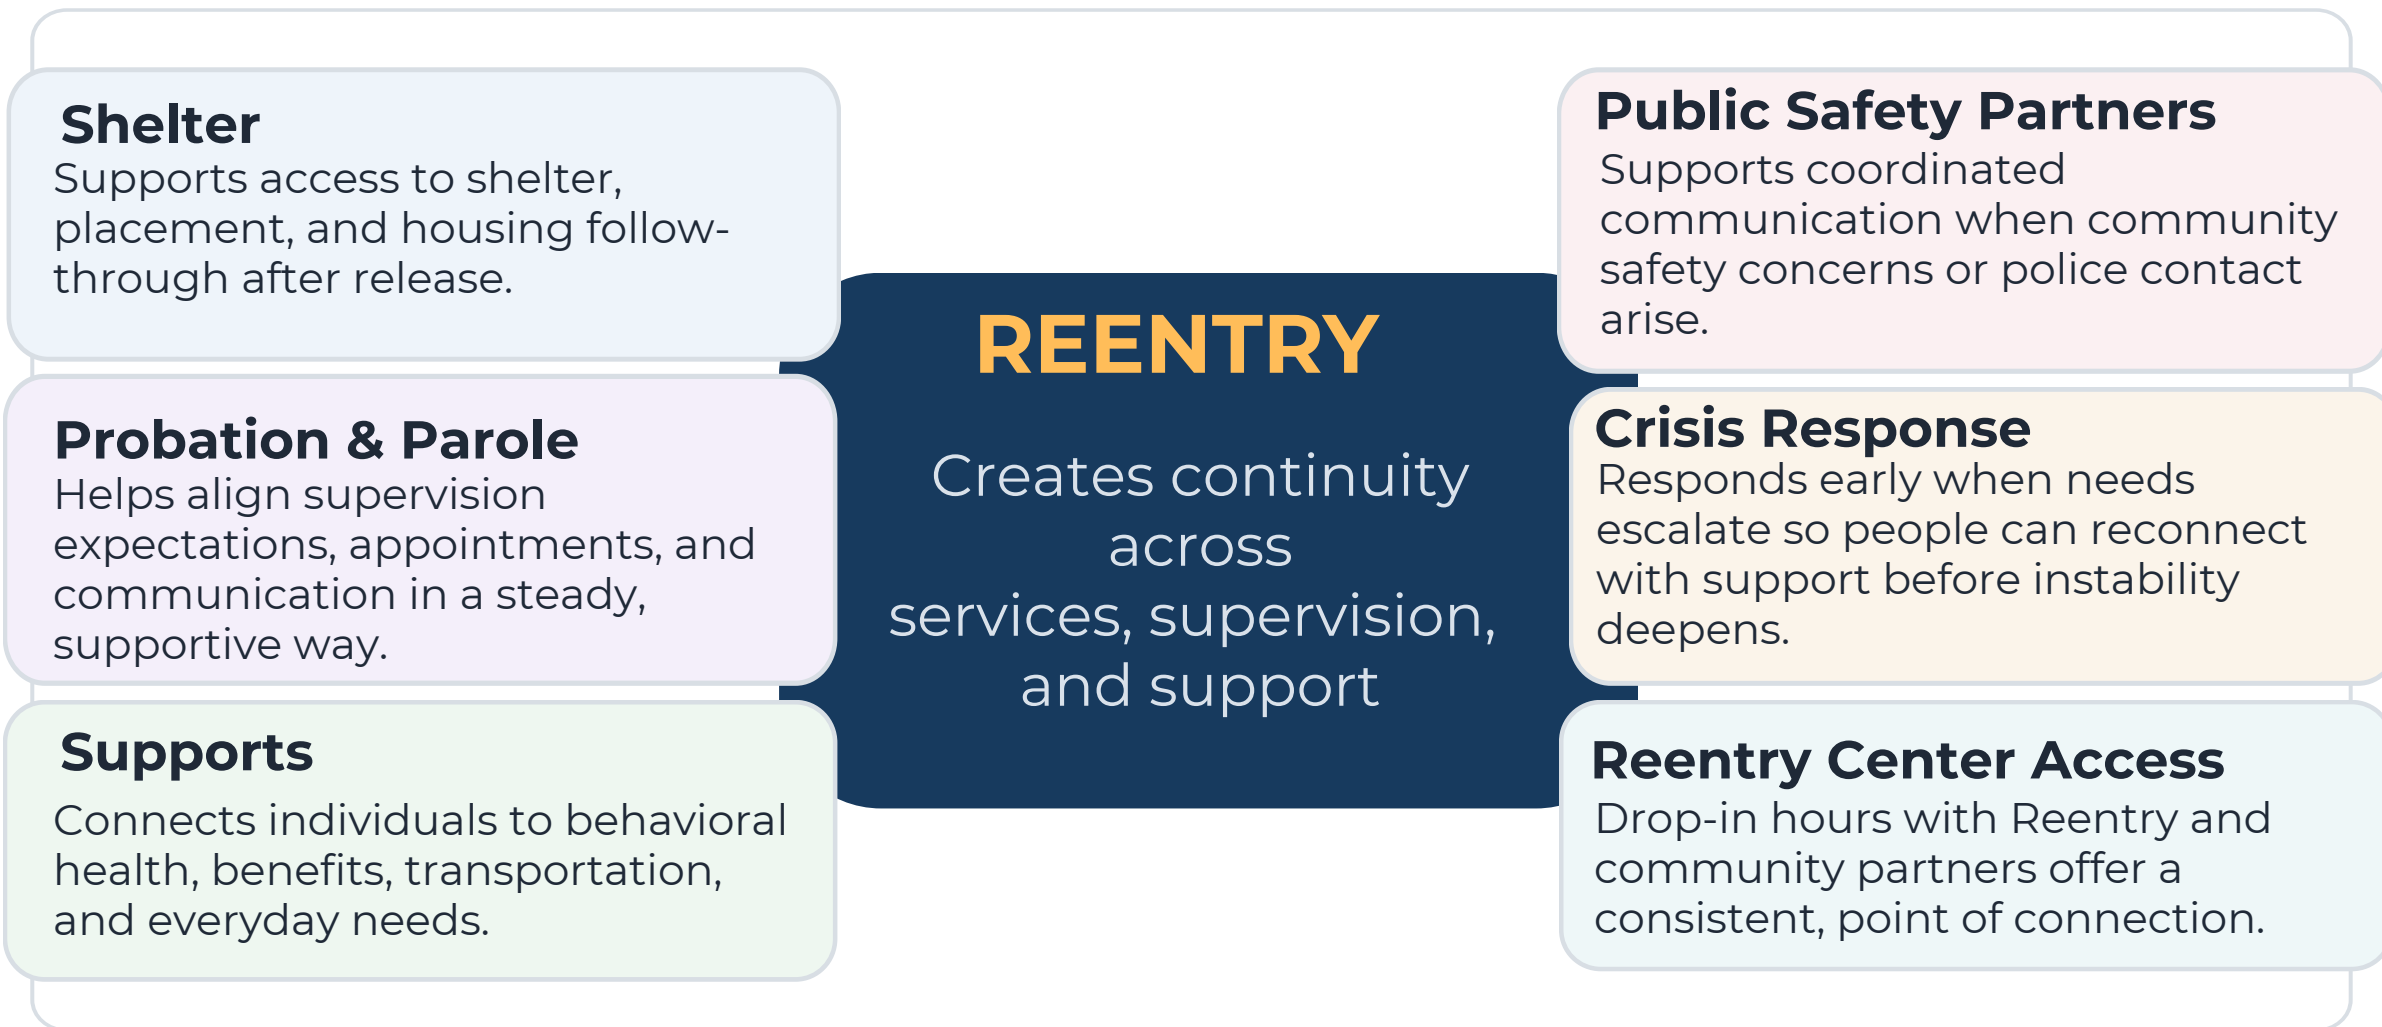 Shelter
Supports access to shelter,
placement, and housing follow-
through after release.
Probation & Parole
Helps align supervision
expectations, appointments, and
communication in a steady,
supportive way.
Supports
Connects individuals to behavioral
health, benefits, transportation,
and everyday needs.
REENTRY
Creates continuity
across
services, supervision,
and support
Public Safety Partners
Supports coordinated
communication when community
safety concerns or police contact
arise.
Crisis Response
Responds early when needs
escalate so people can reconnect
with support before instability
deepens.
Reentry Center Access
Drop-in hours with Reentry and
community partners offer a
consistent, point of connection.